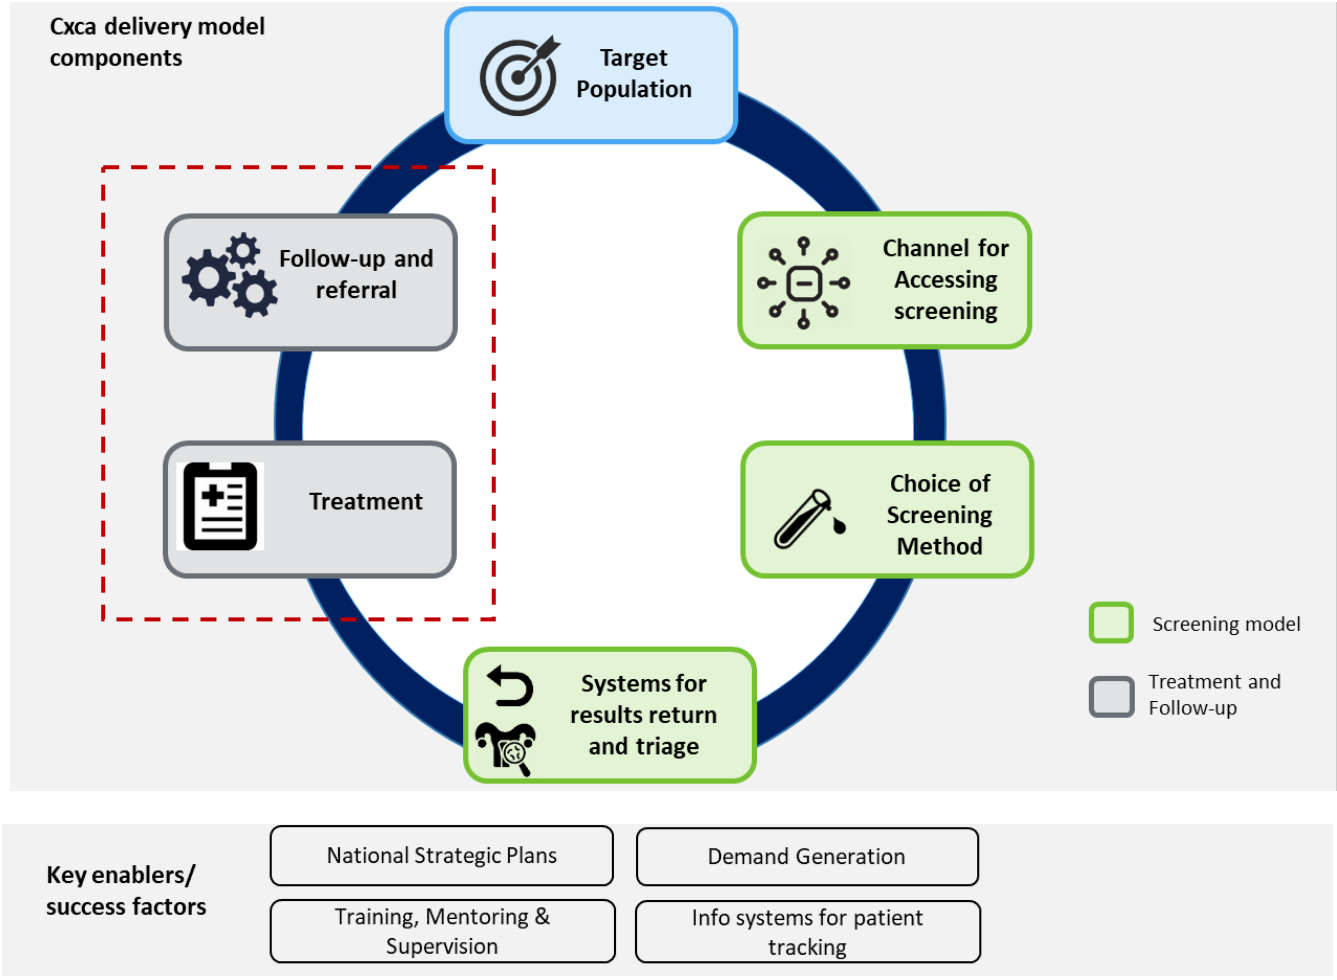 Cxca delivery model
components
Target
Population
Follow-up and
referral
Channel for
Accessing
screening
Treatment
Choice of
Screening
Method
Systems for
results return
and triage
Screening model
Treatment and
Follow-up
Key enablers/
success factors
National Strategic Plans
Demand Generation
Training, Mentoring &
Supervision
Info systems for patient
tracking